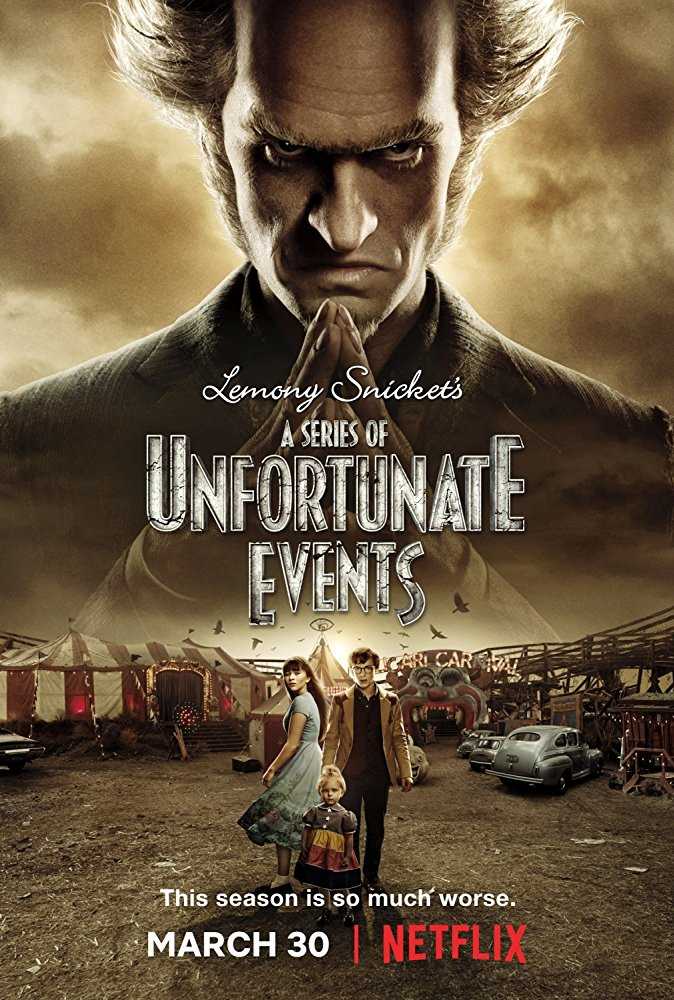 Lemony Snicket's
A SERIES OF
UNFORTUNATE
EVENTS
This season is so much worse.
MARCH 30 | NETFLIX